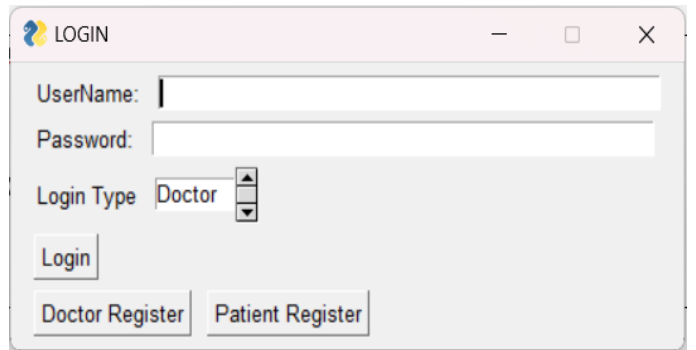 LOGIN
UserName:
Password:
Login Type Doctor
Login
Doctor Register Patient Register